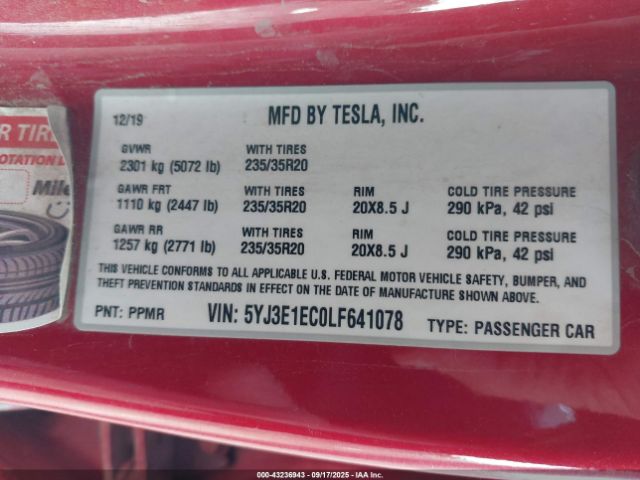 R TIRE
OTATION
Mile
12/19
MFD BY TESLA, INC.
GVWR
2301 kg (5072 lb)
WITH TIRES
235/35R20
GAWR FRT
1110 kg (2447 lb)
WITH TIRES
235/35R20
RIM
20X8.5 J
COLD TIRE PRESSURE
290 kPa, 42 psi
GAWR RR
1257 kg (2771 lb)
WITH TIRES
235/35R20
RIM
20X8.5 J
COLD TIRE PRESSURE
290 kPa, 42 psi
THIS VEHICLE CONFORMS TO ALL APPLICABLE U.S. FEDERAL MOTOR VEHICLE SAFETY, BUMPER, AND
THEFT PREVENTION STANDARDS IN EFFECT ON THE DATE OF MANUFACTURE SHOWN ABOVE.
PNT: PPMR
VIN: 5YJ3E1EC0LF641078
TYPE: PASSENGER CAR
000-43236943 - 09/17/2025 - IAA Inc.